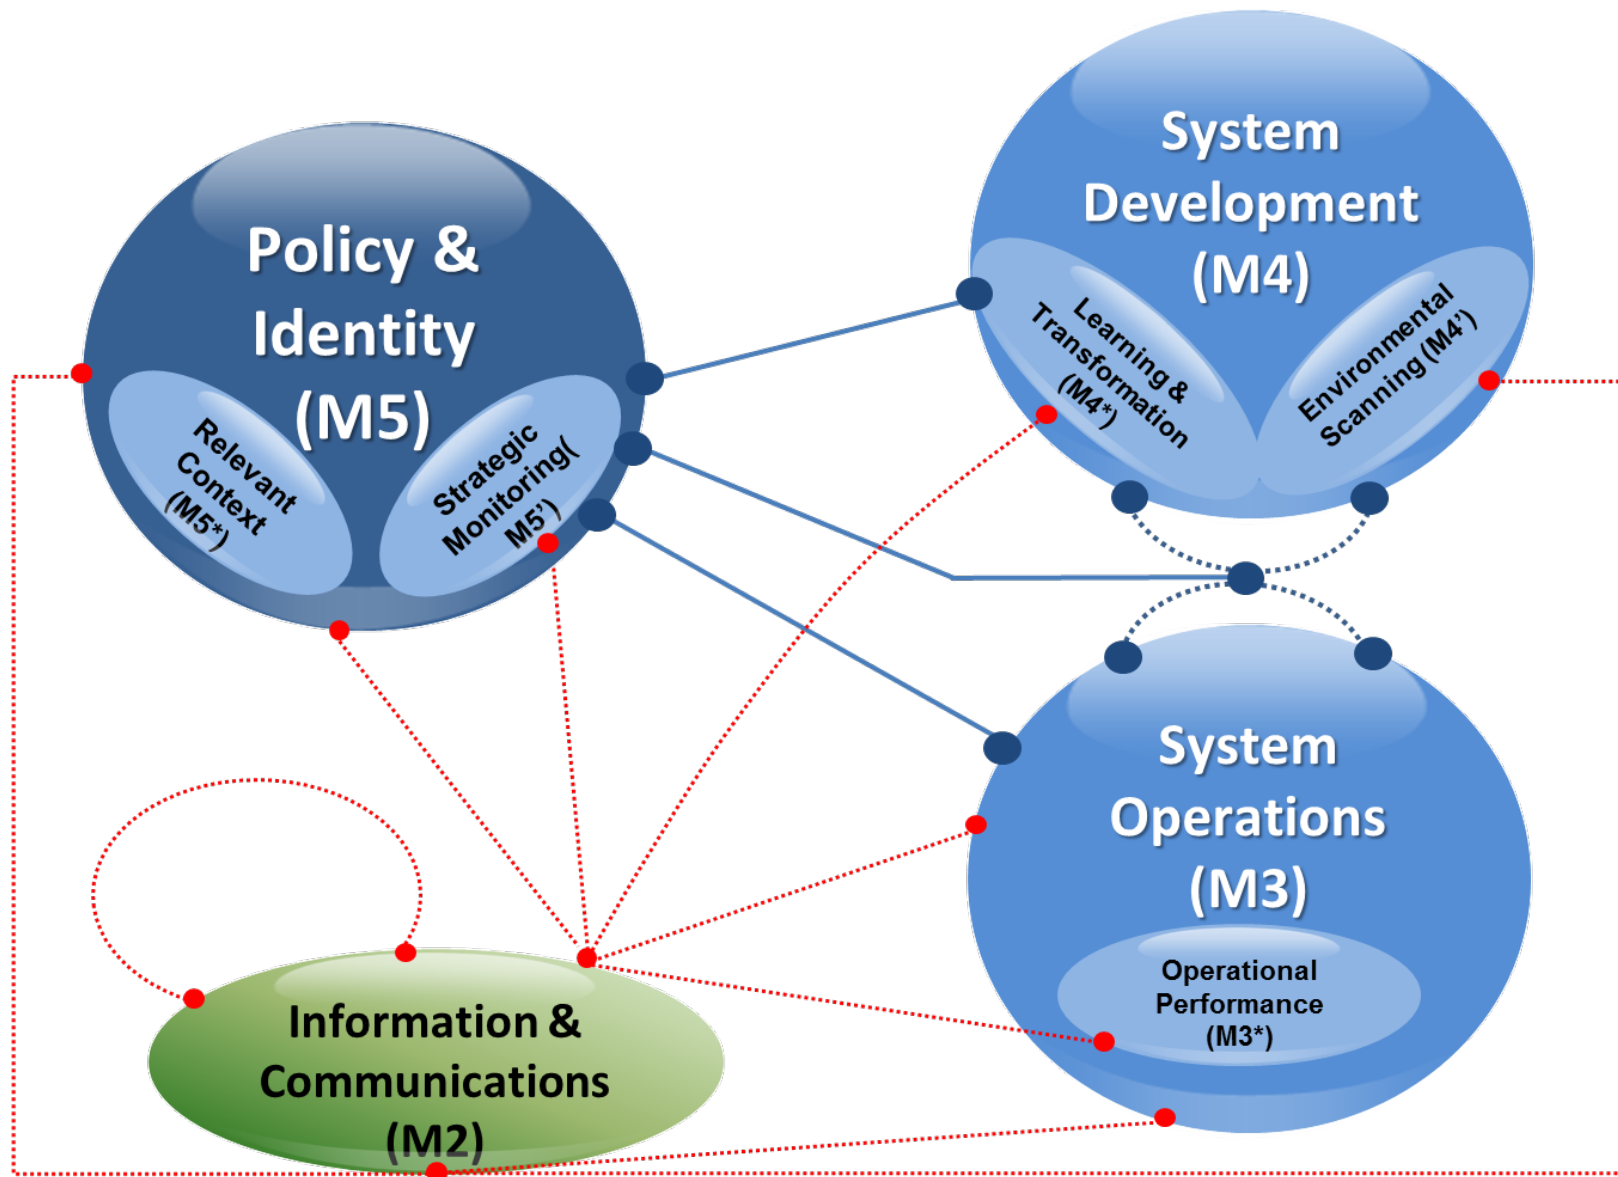 Policy &
Identity
(M5)
Relevant
Context
(M5*)
Strategic
Monitoring(
M5’)
System
Development
(M4)
Learning &
Transformation
(M4*)
Environmental
Scanning (M4’)
System
Operations
(M3)
Operational
Performance
(M3*)
Information &
Communications
(M2)